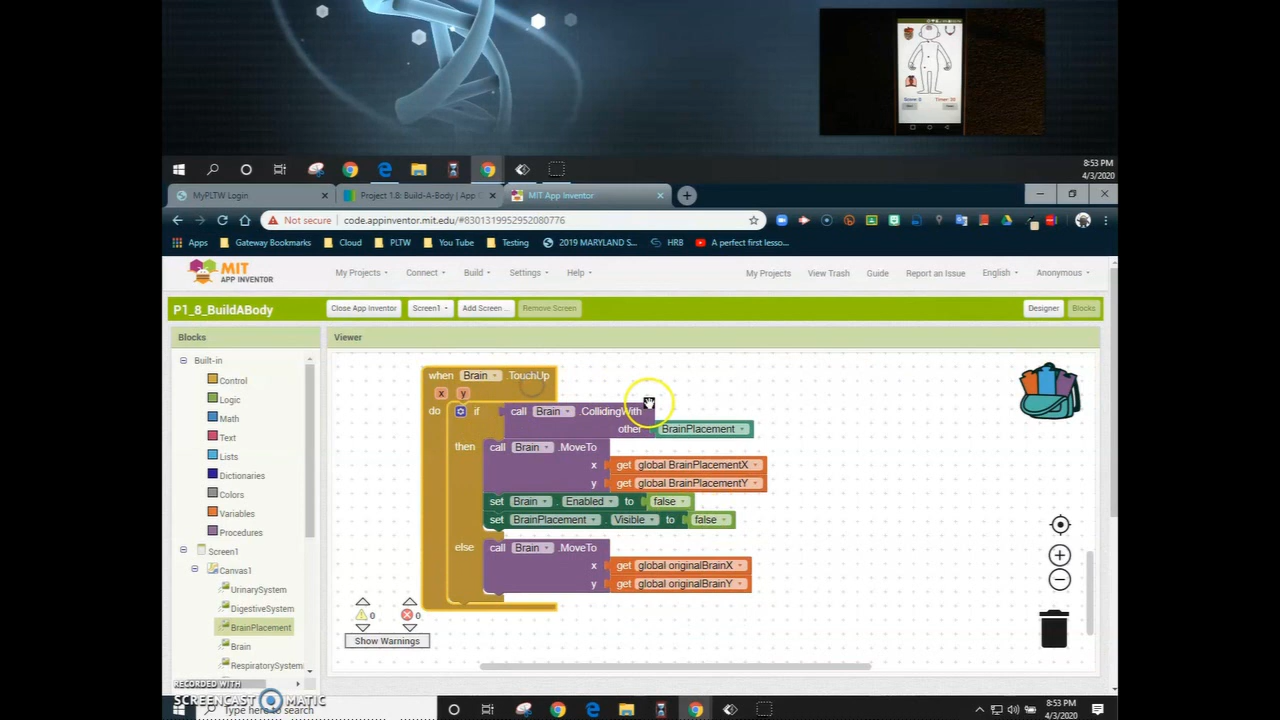 8:53 PM
4/3/2020
MyPLTW Login
Project 1.8: Build-A-Body | App
MIT App Inventor
Not secure | code.appinventor.mit.edu/#8301319952952080776
Apps Gateway Bookmarks Cloud PLTW You Tube Testing 2019 MARYLAND S... HRB A perfect first lesso...
MIT
APP INVENTOR
My Projects Connect Build Settings Help My Projects View Trash Guide Report an Issue English Anonymous
P1_8_BuildABody Close App Inventor Screen1 Add Screen ... Remove Screen Designer Blocks
Blocks Viewer
Built-in
Control
Logic
Math
Text
Lists
Dictionaries
Colors
Variables
Procedures
Screen1
Canvas1
UrinarySystem
DigestiveSystem
BrainPlacement
Brain
RespiratorySystem
when Brain .TouchUp
x y
do if call Brain .CollidingWith
other BrainPlacement
then call Brain .MoveTo
x get global BrainPlacementX
y get global BrainPlacementY
set Brain . Enabled to false
set BrainPlacement . Visible to false
else call Brain .MoveTo
x get global originalBrainX
y get global originalBrainY
0 0
Show Warnings
RECORDED WITH
SCREENCAST MATIC
Type here to search
8:53 PM
4/3/2020